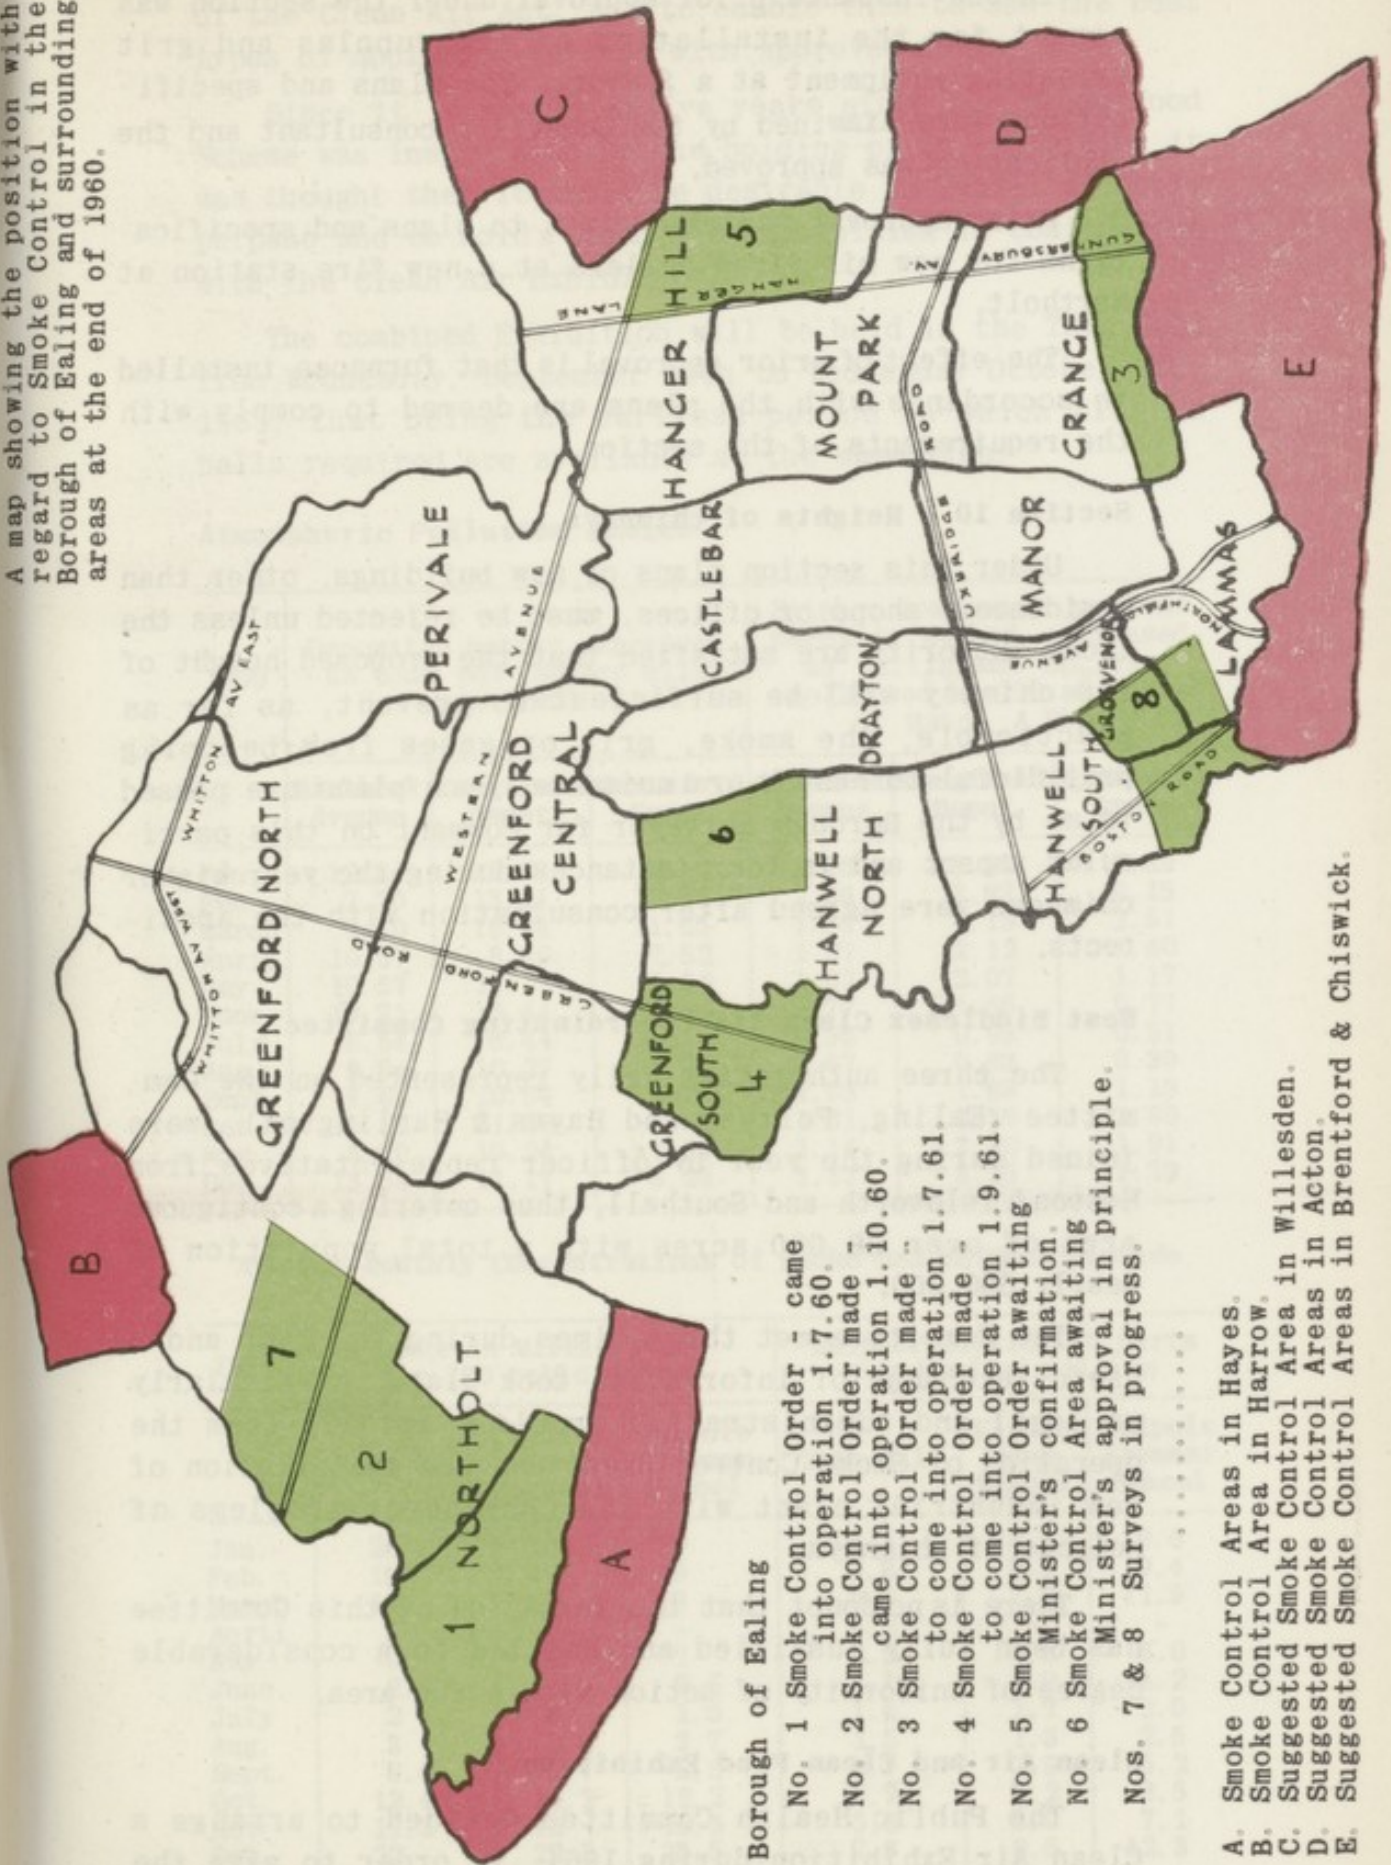 A map showing the position with
regard to Smoke Control in the
Borough of Ealing and surrounding
areas at the end of 1960.
B
C
D
E
A
7
2
1
NORTHOLT
GREENFORD NORTH
WHITTON AV WEST
WHITTON
AV EAST
PERIVALE
WESTERN
AVENUE
GREENFORD
CENTRAL
GREENFORD
ROAD
GREENFORD
SOUTH
4
6
HANWELL
NORTH
DRAYTON
CASTLEBAR
HANGER
HILL
5
HANGER
LANE
MOUNT
PARK
GRANGE
3
GUNNERSBURY
AV.
UXBRIDGE
ROAD
MANOR
HANWELL
SOUTH
BOSTON ROAD
GROSVENOR
8
LAMMAS
NORTHFIELD
AVENUE
Borough of Ealing
No. 1 Smoke Control Order - came
into operation 1.7.60.
No. 2 Smoke Control Order made -
came into operation 1.10.60
No. 3 Smoke Control Order made -
to come into operation 1.7.61.
No. 4 Smoke Control Order made -
to come into operation 1.9.61.
No. 5 Smoke Control Order awaiting
Minister's confirmation.
No. 6 Smoke Control Area awaiting
Minister's approval in principle.
Nos. 7 & 8 Surveys in progress.
A. Smoke Control Areas in Hayes.
B. Smoke Control Area in Harrow.
C. Suggested Smoke Control Area in Willesden.
D. Suggested Smoke Control Areas in Acton.
E. Suggested Smoke Control Areas in Brentford & Chiswick.